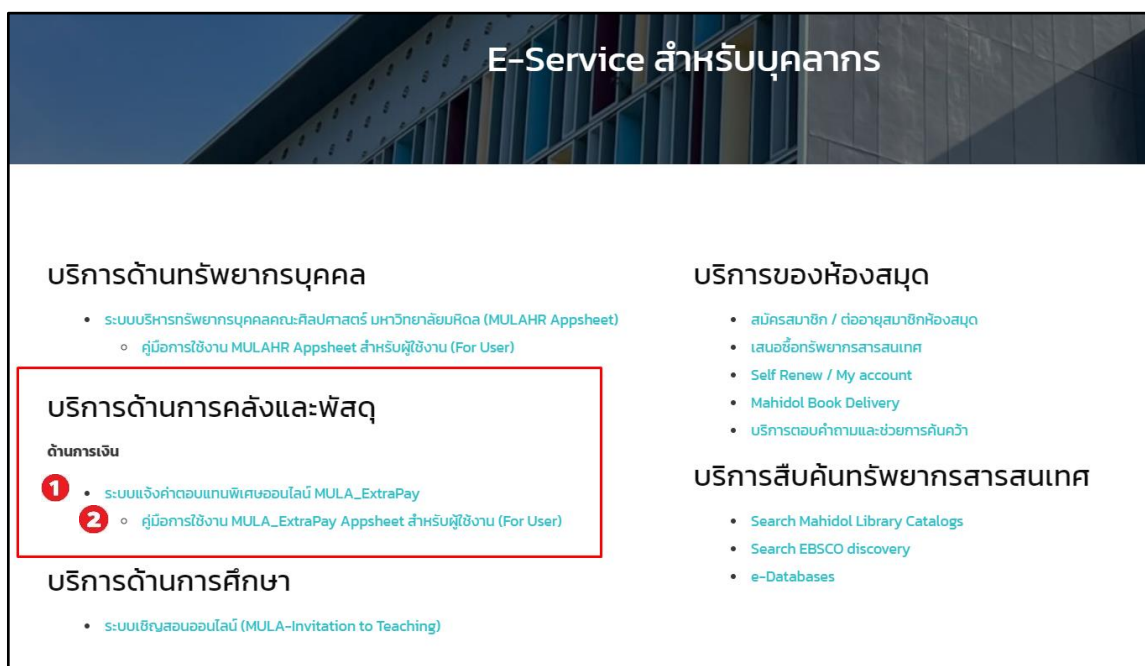 E-Service สำหรับบุคลากร
บริการด้านทรัพยากรบุคคล
ระบบบริหารทรัพยากรบุคคลคณะศิลปศาสตร์ มหาวิทยาลัยมหิดล (MULAHR Appsheet)
คู่มือการใช้งาน MULAHR Appsheet สำหรับผู้ใช้งาน (For User)
บริการด้านการคลังและพัสดุ
ด้านการเงิน
1 ระบบแจ้งค่าตอบแทนพิเศษออนไลน์ MULA_ExtraPay
2 คู่มือการใช้งาน MULA_ExtraPay Appsheet สำหรับผู้ใช้งาน (For User)
บริการด้านการศึกษา
ระบบเชิญสอนออนไลน์ (MULA-Invitation to Teaching)
บริการของห้องสมุด
สมัครสมาชิก / ต่ออายุสมาชิกห้องสมุด
เสนอซื้อทรัพยากรสารสนเทศ
Self Renew / My account
Mahidol Book Delivery
บริการตอบคำถามและช่วยการค้นคว้า
บริการสืบค้นทรัพยากรสารสนเทศ
Search Mahidol Library Catalogs
Search EBSCO discovery
e-Databases